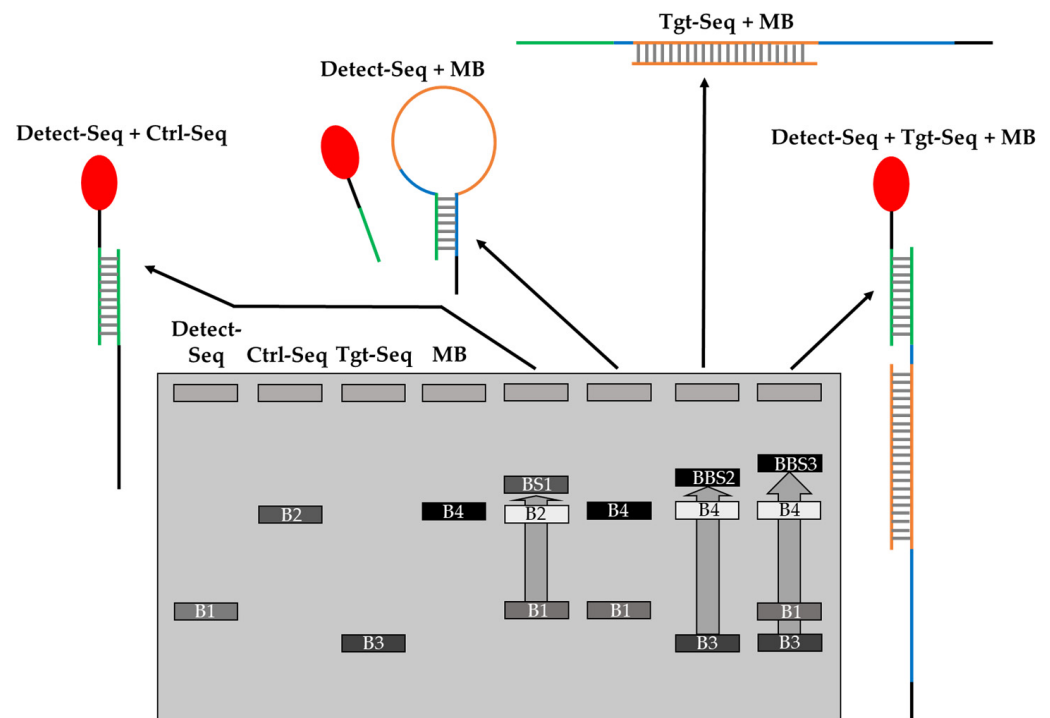 Tgt-Seq + MB
Detect-Seq + MB
Detect-Seq + Ctrl-Seq
Detect-Seq + Tgt-Seq + MB
Detect-
Seq
Ctrl-Seq
Tgt-Seq
MB
BBS3
BBS2
BS1
B2
B4
B2
B4
B4
B4
B1
B1
B1
B1
B3
B3
B3